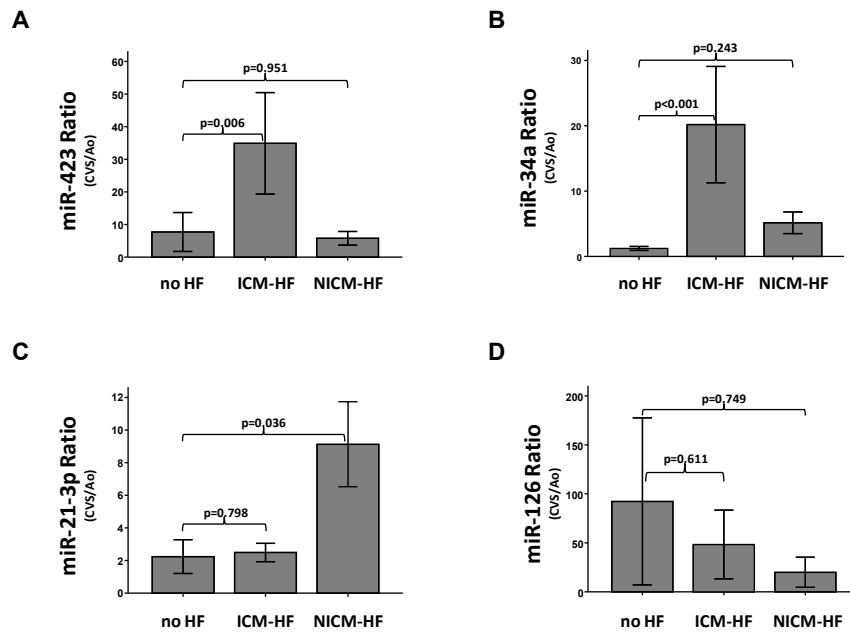 A
miR-423 Ratio
(CVS/Ao)
60
50
40
30
20
10
0
p=0.951
p=0.006
no HF ICM-HF NICM-HF
B
miR-34a Ratio
(CVS/Ao)
30
20
10
0
p=0.243
p<0.001
no HF ICM-HF NICM-HF
C
miR-21-3p Ratio
(CVS/Ao)
12
10
8
6
4
2
0
p=0.036
p=0.798
no HF ICM-HF NICM-HF
D
miR-126 Ratio
(CVS/Ao)
200
150
100
50
0
p=0.749
p=0.611
no HF ICM-HF NICM-HF